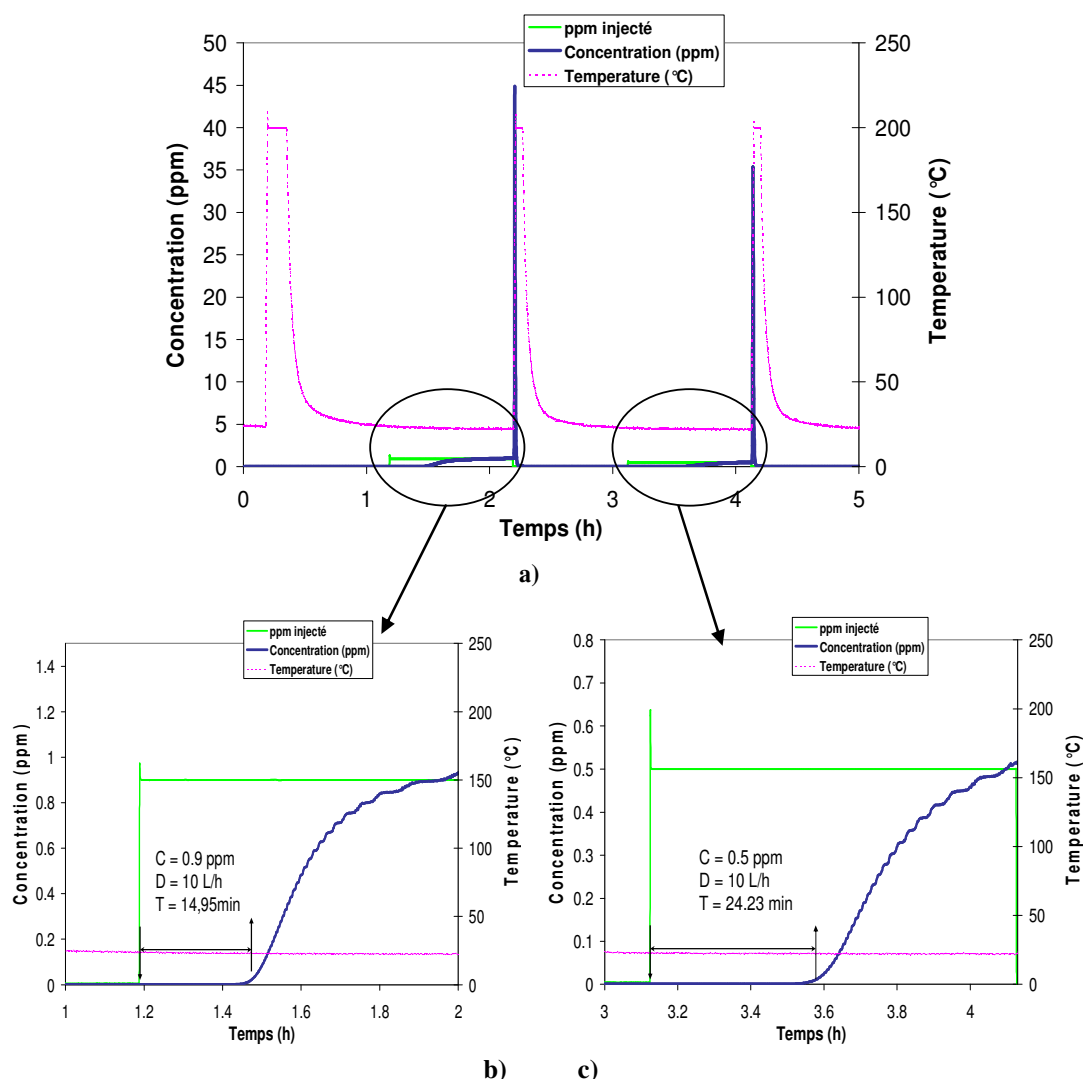 ppm injecté
Concentration (ppm)
Temperature (°C)
50
45
40
35
30
25
20
15
10
5
0
Concentration (ppm)
250
200
150
100
50
0
Temperature (°C)
0 1 2 3 4 5
Temps (h)
a)
ppm injecté
Concentration (ppm)
Temperature (°C)
1.4
1.2
1
0.8
0.6
0.4
0.2
0
Concentration (ppm)
250
200
150
100
50
0
Temperature (°C)
C = 0.9 ppm
D = 10 L/h
T = 14,95min
1 1.2 1.4 1.6 1.8 2
Temps (h)
b)
ppm injecté
Concentration (ppm)
Temperature (°C)
0.8
0.7
0.6
0.5
0.4
0.3
0.2
0.1
0
Concentration (ppm)
250
200
150
100
50
0
Temperature (°C)
C = 0.5 ppm
D = 10 L/h
T = 24.23 min
3 3.2 3.4 3.6 3.8 4
Temps (h)
c)